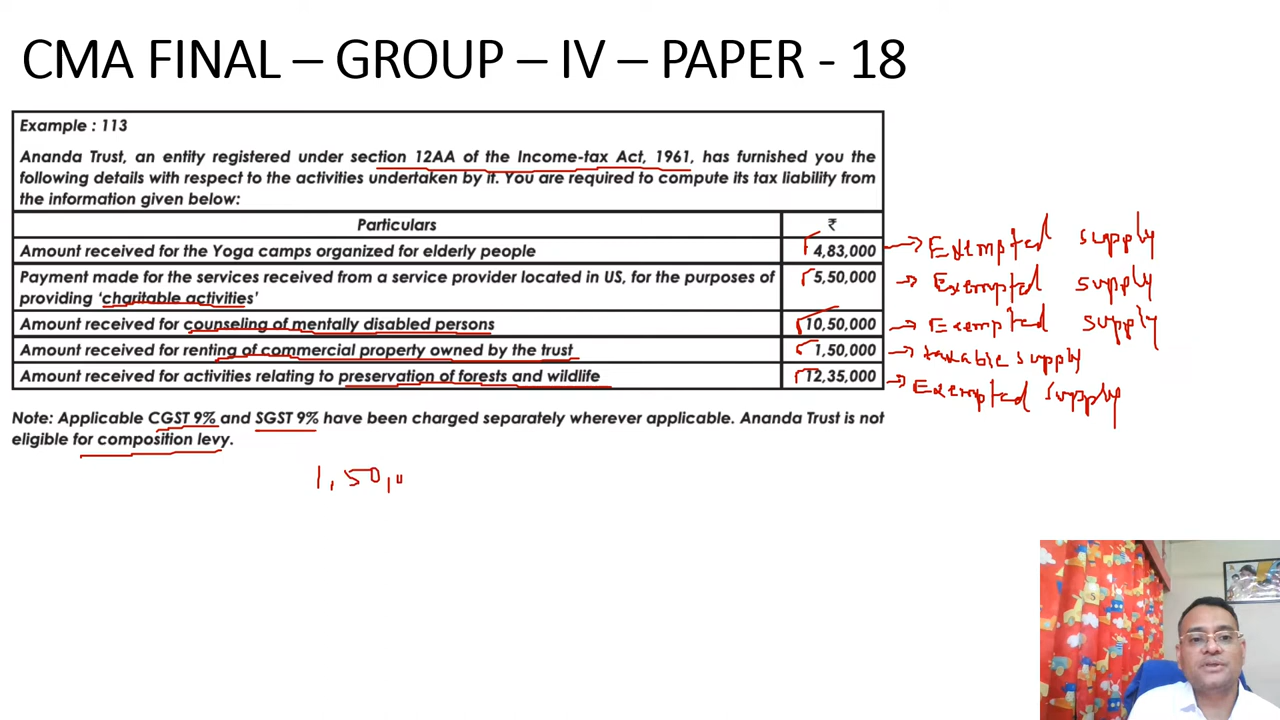 CMA FINAL – GROUP – IV – PAPER - 18
Example : 113
Ananda Trust, an entity registered under section 12AA of the Income-tax Act, 1961, has furnished you the
following details with respect to the activities undertaken by it. You are required to compute its tax liability from
the information given below:
Particulars ₹
Amount received for the Yoga camps organized for elderly people 4,83,000 → Exempted supply
Payment made for the services received from a service provider located in US, for the purposes of 5,50,000 → Exempted supply
providing 'charitable activities'
Amount received for counseling of mentally disabled persons 10,50,000 → Exempted supply
Amount received for renting of commercial property owned by the trust 1,50,000 → taxable supply
Amount received for activities relating to preservation of forests and wildlife 12,35,000 → Exempted supply
Note: Applicable CGST 9% and SGST 9% have been charged separately wherever applicable. Ananda Trust is not
eligible for composition levy.
1,50,